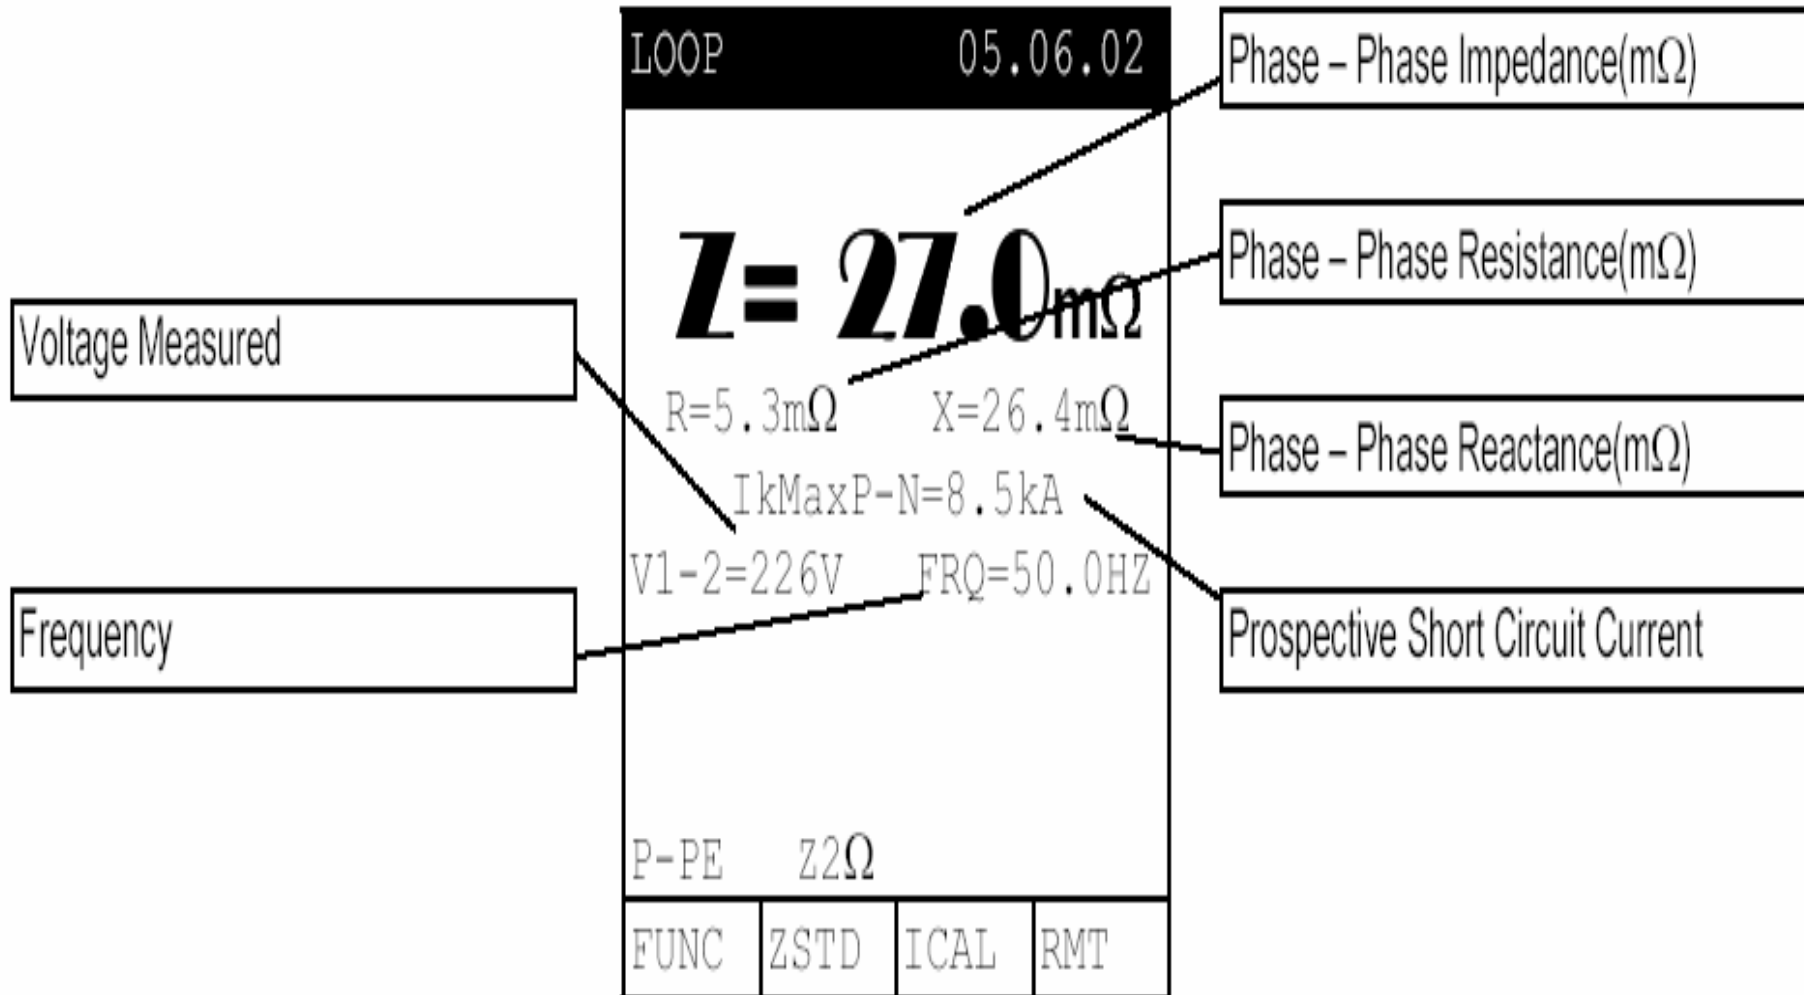 LOOP 05.06.02
Phase – Phase Impedance(mΩ)
Z= 27.0mΩ
Phase – Phase Resistance(mΩ)
Voltage Measured
R=5.3mΩ X=26.4mΩ
Phase – Phase Reactance(mΩ)
IkMaxP-N=8.5kA
V1-2=226V FRQ=50.0HZ
Frequency
Prospective Short Circuit Current
P-PE Z2Ω
FUNC ZSTD ICAL RMT